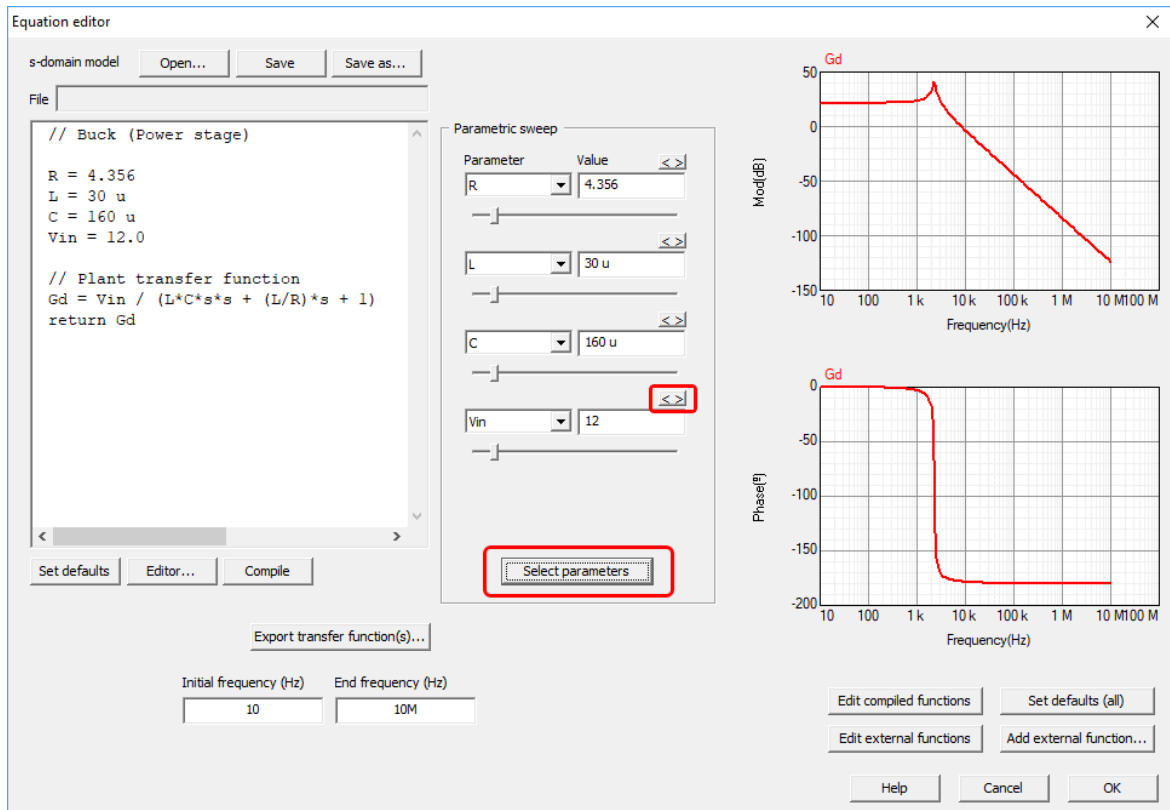 Equation editor
s-domain model
Open...
Save
Save as...
File
// Buck (Power stage)
R = 4.356
L = 30 u
C = 160 u
Vin = 12.0
// Plant transfer function
Gd = Vin / (L*C*s*s + (L/R)*s + 1)
return Gd
Set defaults
Editor...
Compile
Export transfer function(s)...
Initial frequency (Hz)
End frequency (Hz)
10
10M
Parametric sweep
Parameter
Value
< >
R
4.356
< >
L
30 u
< >
C
160 u
< >
Vin
12
Select parameters
Gd
Mod(dB)
50
0
-50
-100
-150
10 100 1 k 10 k 100 k 1 M 10 M 100 M
Frequency(Hz)
Gd
Phase(º)
0
-50
-100
-150
-200
10 100 1 k 10 k 100 k 1 M 10 M 100 M
Frequency(Hz)
Edit compiled functions
Set defaults (all)
Edit external functions
Add external function...
Help
Cancel
OK